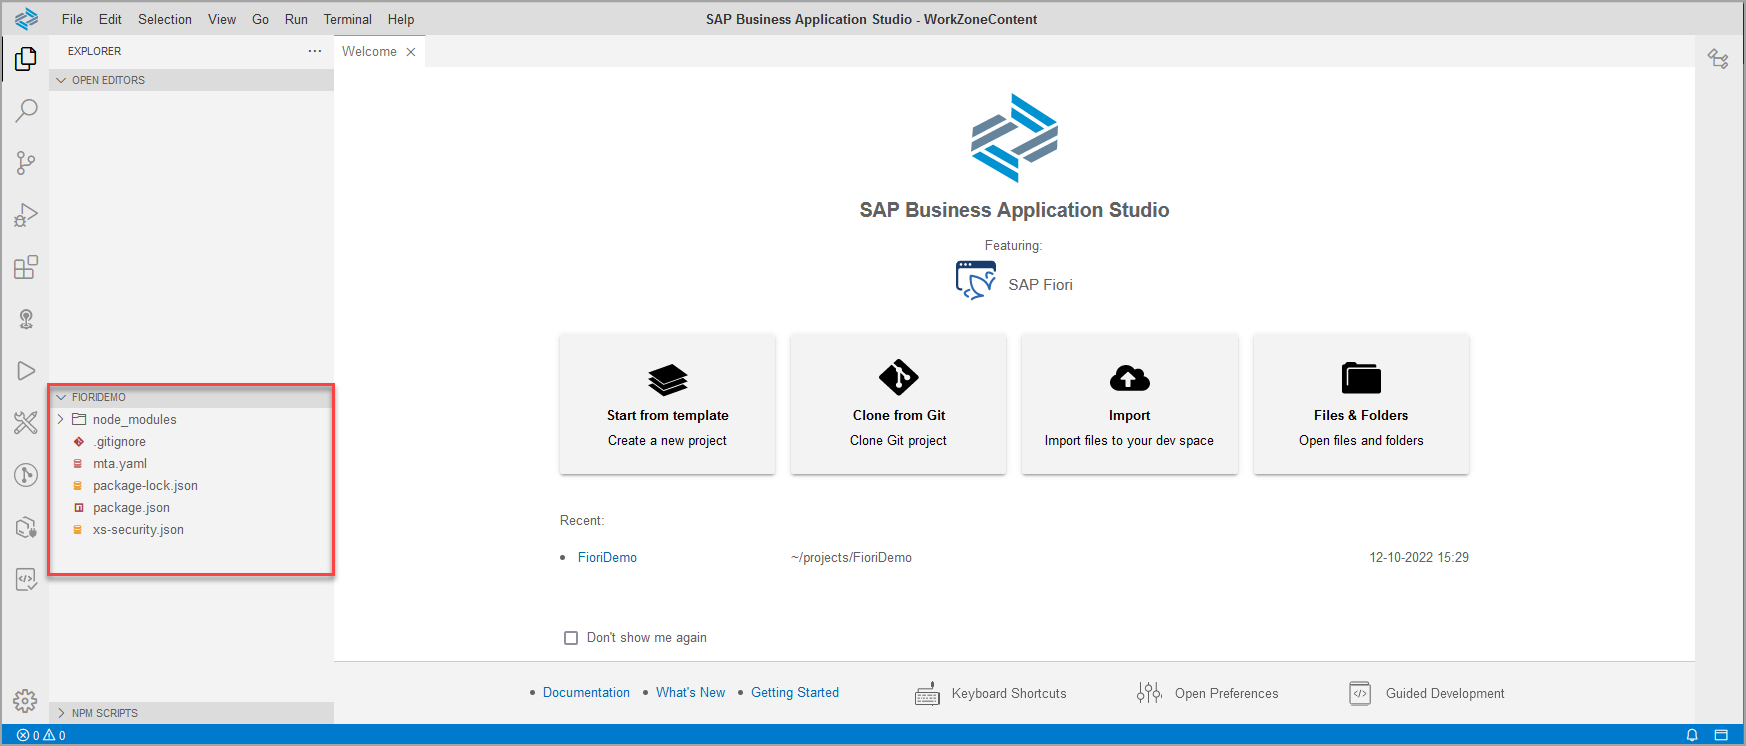 File Edit Selection View Go Run Terminal Help
SAP Business Application Studio - WorkZoneContent
EXPLORER
OPEN EDITORS
FIORIDEMO
node_modules
.gitignore
mta.yaml
package-lock.json
package.json
xs-security.json
NPM SCRIPTS
Welcome
SAP Business Application Studio
Featuring:
SAP Fiori
Start from template
Create a new project
Clone from Git
Clone Git project
Import
Import files to your dev space
Files & Folders
Open files and folders
Recent:
FioriDemo ~/projects/FioriDemo 12-10-2022 15:29
Don't show me again
Documentation What's New Getting Started Keyboard Shortcuts Open Preferences Guided Development
0 0